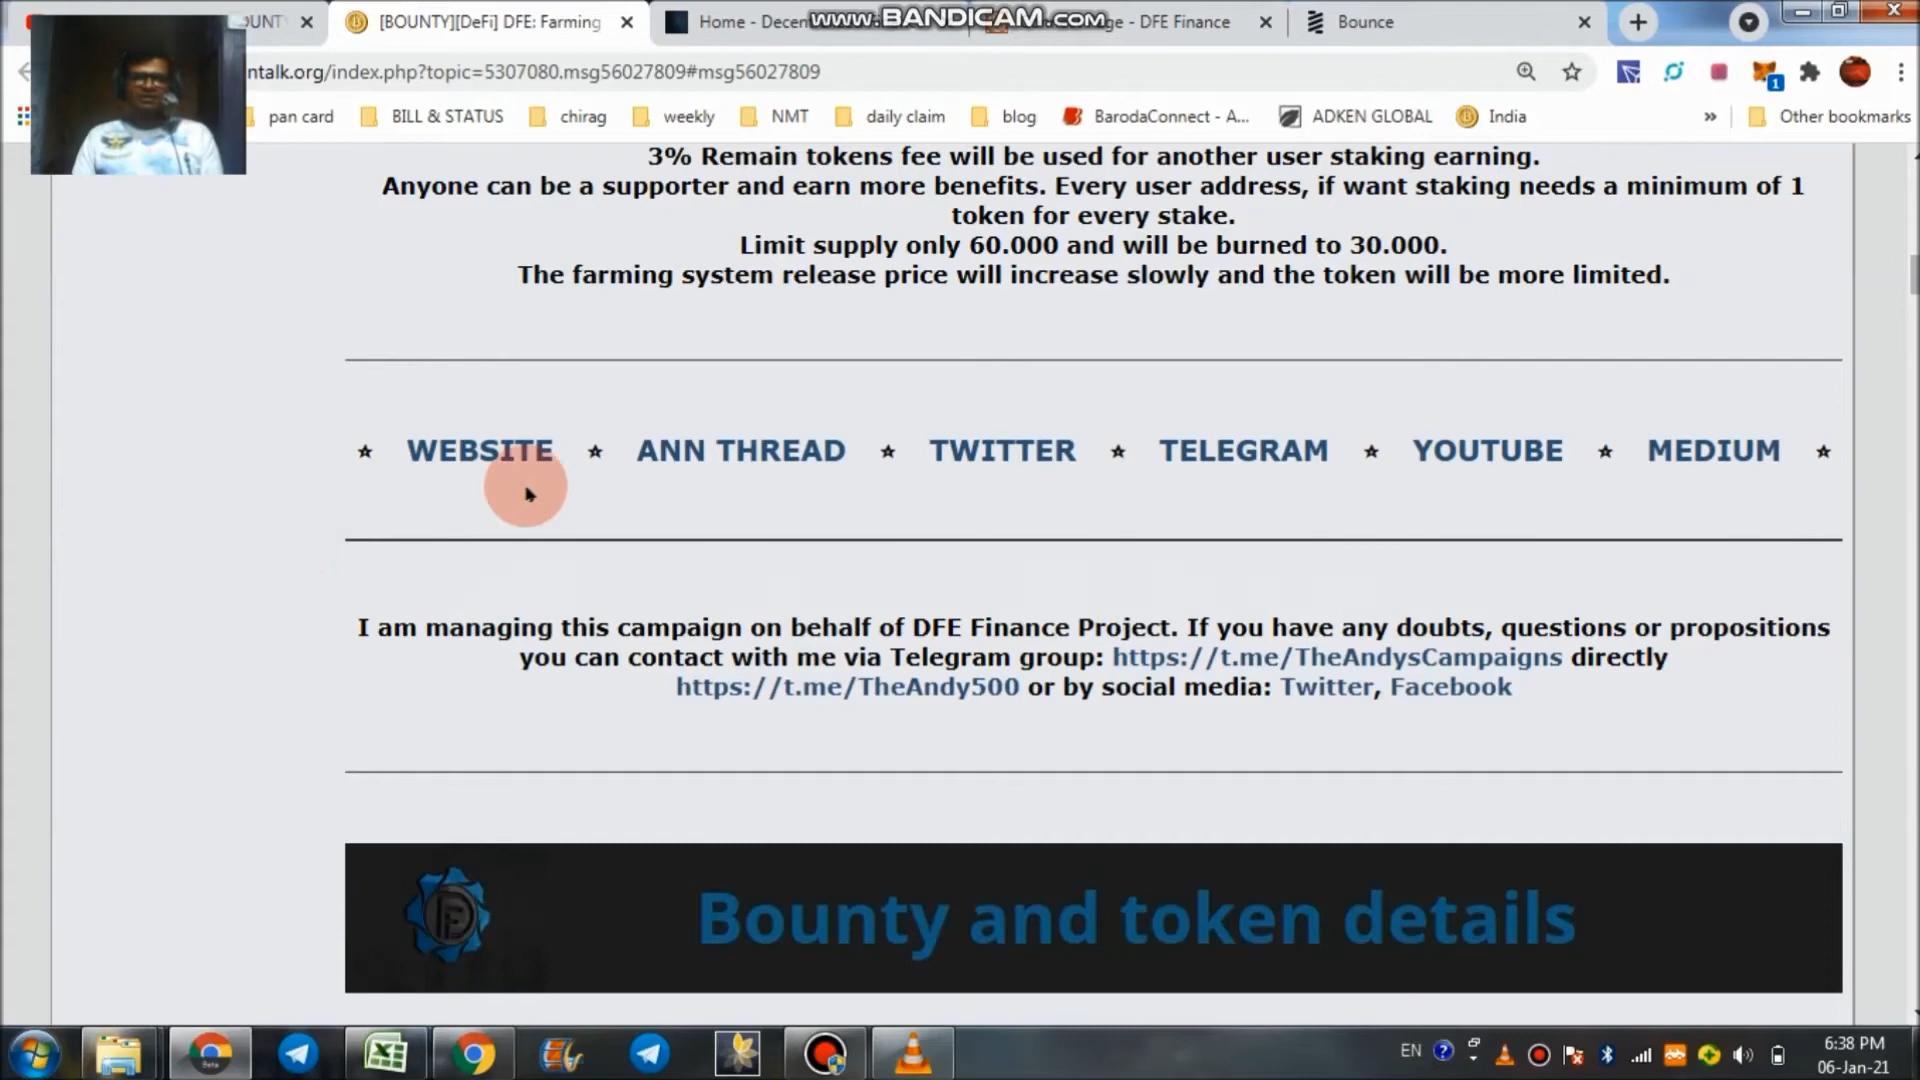 OUNT
[BOUNTY][DeFi] DFE: Farming
Home - Decen
ge - DFE Finance
Bounce
www.BANDICAM.com
ntalk.org/index.php?topic=5307080.msg56027809#msg56027809
1
pan card
BILL & STATUS
chirag
weekly
NMT
daily claim
blog
BarodaConnect - A...
ADKEN GLOBAL
India
»
Other bookmarks
3% Remain tokens fee will be used for another user staking earning.
Anyone can be a supporter and earn more benefits. Every user address, if want staking needs a minimum of 1
token for every stake.
Limit supply only 60.000 and will be burned to 30.000.
The farming system release price will increase slowly and the token will be more limited.
WEBSITE ANN THREAD TWITTER TELEGRAM YOUTUBE MEDIUM
I am managing this campaign on behalf of DFE Finance Project. If you have any doubts, questions or propositions
you can contact with me via Telegram group: https://t.me/TheAndysCampaigns directly
https://t.me/TheAndy500 or by social media: Twitter, Facebook
Bounty and token details
Beta
EN
6:38 PM
06-Jan-21